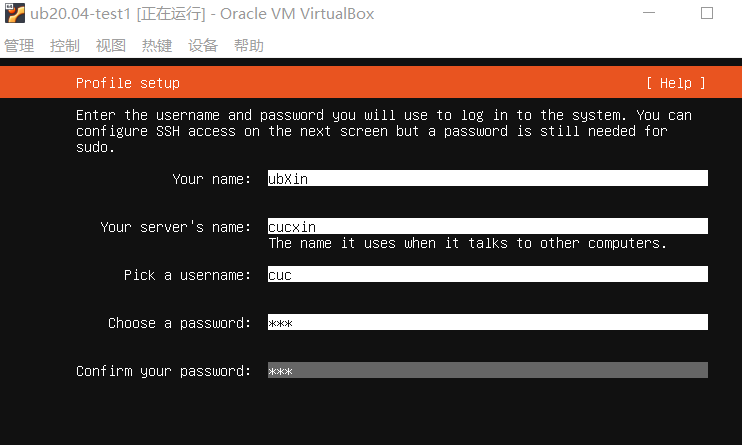 ub20.04-test1 [正在运行] - Oracle VM VirtualBox
管理 控制 视图 热键 设备 帮助
Profile setup [ Help ]
Enter the username and password you will use to log in to the system. You can
configure SSH access on the next screen but a password is still needed for
sudo.
Your name: ubXin
Your server's name: cucxin
The name it uses when it talks to other computers.
Pick a username: cuc
Choose a password: ***
Confirm your password: ***